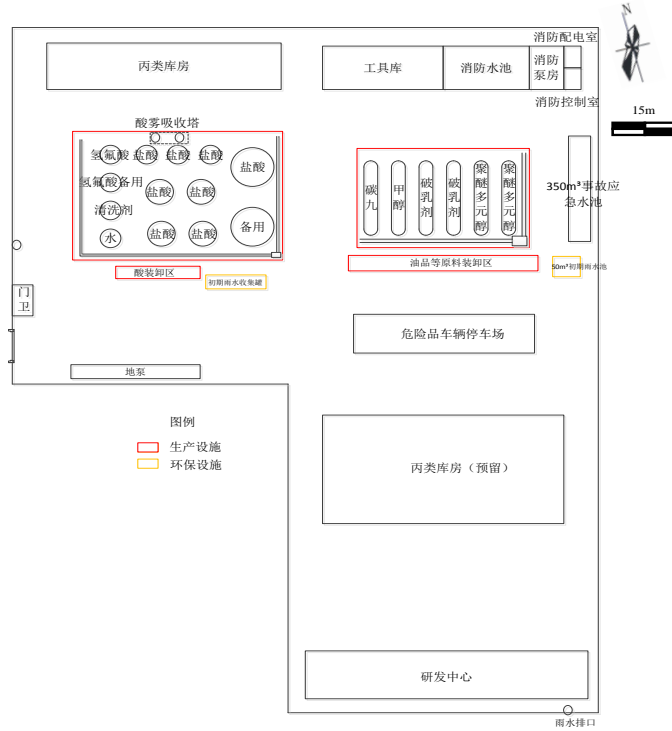 消防配电室
N
丙类库房
工具库
消防水池
消防
泵房
消防控制室
15m
酸雾吸收塔
氢氟酸
盐酸
盐酸
盐酸
盐酸
氢氟酸备用
盐酸
盐酸
清洗剂
水
盐酸
盐酸
备用
碳九
甲醇
破乳剂
破乳剂
聚醚多元醇
聚醚多元醇
350m³事故应
急水池
酸装卸区
初期雨水收集罐
油品等原料装卸区
50m³初期雨水池
门卫
危险品车辆停车场
地泵
图例
生产设施
环保设施
丙类库房（预留）
研发中心
雨水排口